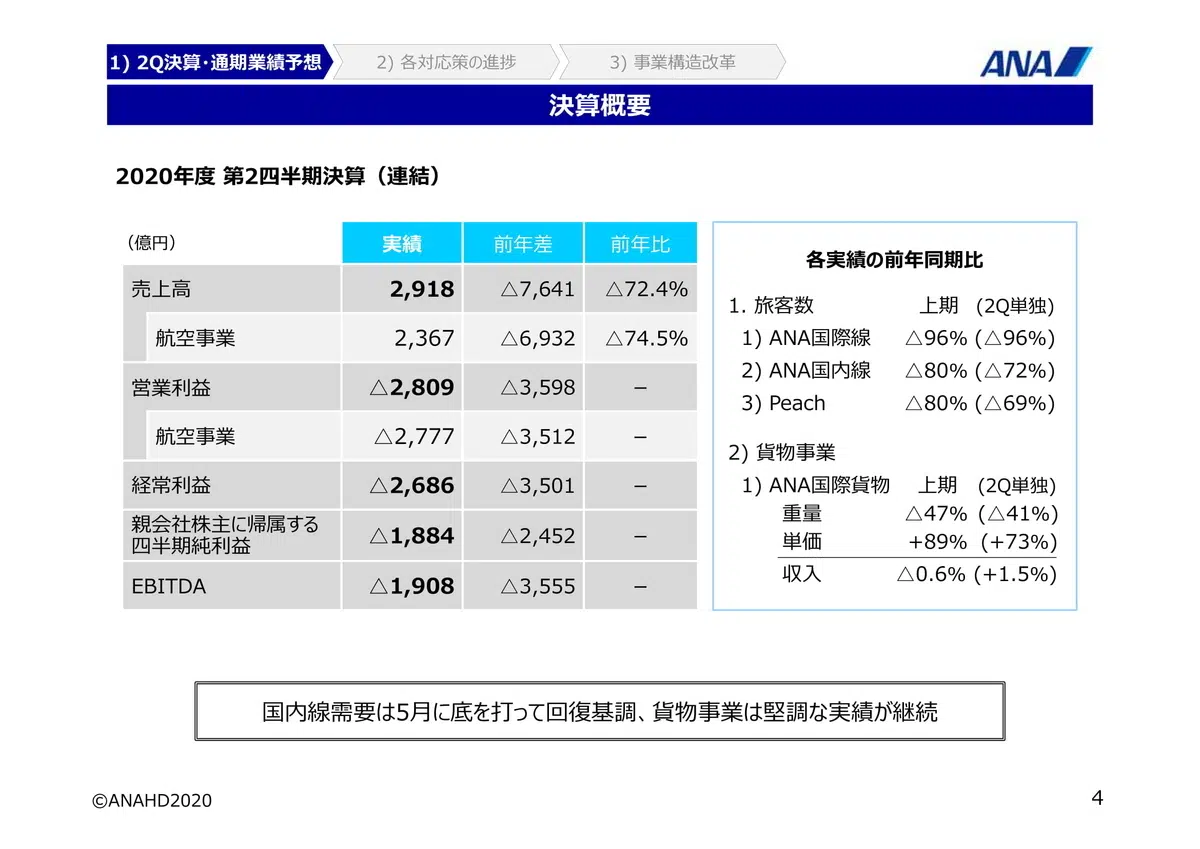 1) 2Q決算・通期業績予想 2) 各対応策の進捗 3) 事業構造改革
ANA
決算概要
2020年度 第2四半期決算（連結）
（億円） 実績 前年差 前年比
売上高 2,918 △7,641 △72.4%
航空事業 2,367 △6,932 △74.5%
営業利益 △2,809 △3,598 －
航空事業 △2,777 △3,512 －
経常利益 △2,686 △3,501 －
親会社株主に帰属する
四半期純利益 △1,884 △2,452 －
EBITDA △1,908 △3,555 －
各実績の前年同期比
1. 旅客数 上期 (2Q単独)
1) ANA国際線 △96% (△96%)
2) ANA国内線 △80% (△72%)
3) Peach △80% (△69%)
2) 貨物事業
1) ANA国際貨物 上期 (2Q単独)
重量 △47% (△41%)
単価 +89% (+73%)
収入 △0.6% (+1.5%)
国内線需要は5月に底を打って回復基調、貨物事業は堅調な実績が継続
©ANAHD2020
4